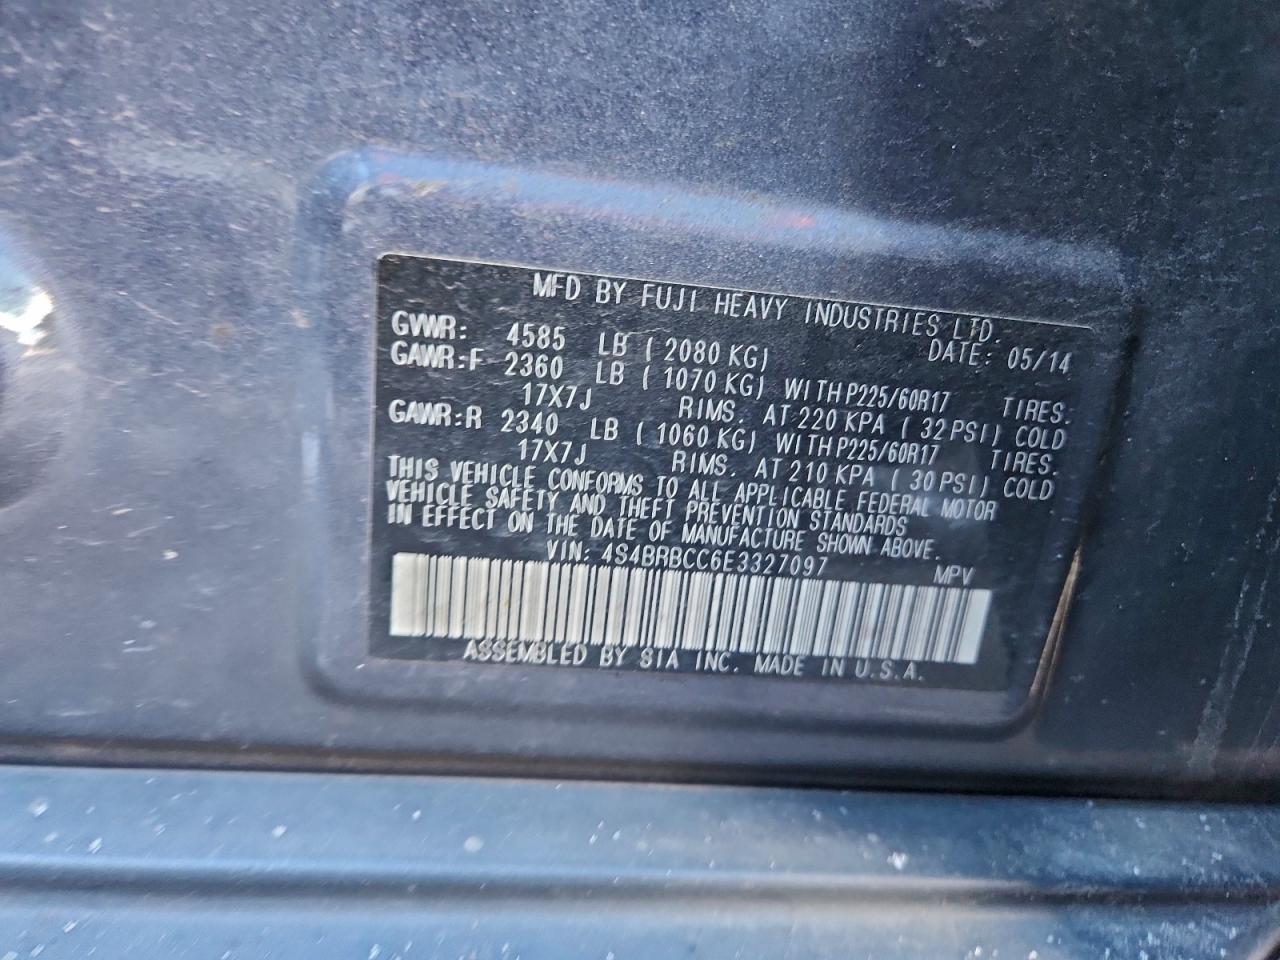 MFD BY FUJI HEAVY INDUSTRIES LTD.
DATE: 05/14
GVWR: 4585 LB ( 2080 KG)
GAWR:F 2360 LB ( 1070 KG) WITH P225/60R17 TIRES.
17X7J RIMS. AT 220 KPA ( 32 PSI) COLD
GAWR:R 2340 LB ( 1060 KG) WITH P225/60R17 TIRES.
17X7J RIMS. AT 210 KPA ( 30 PSI) COLD
THIS VEHICLE CONFORMS TO ALL APPLICABLE FEDERAL MOTOR
VEHICLE SAFETY AND THEFT PREVENTION STANDARDS
IN EFFECT ON THE DATE OF MANUFACTURE SHOWN ABOVE.
VIN: 4S4BRBCC6E3327097 MPV
ASSEMBLED BY SIA INC. MADE IN U.S.A.